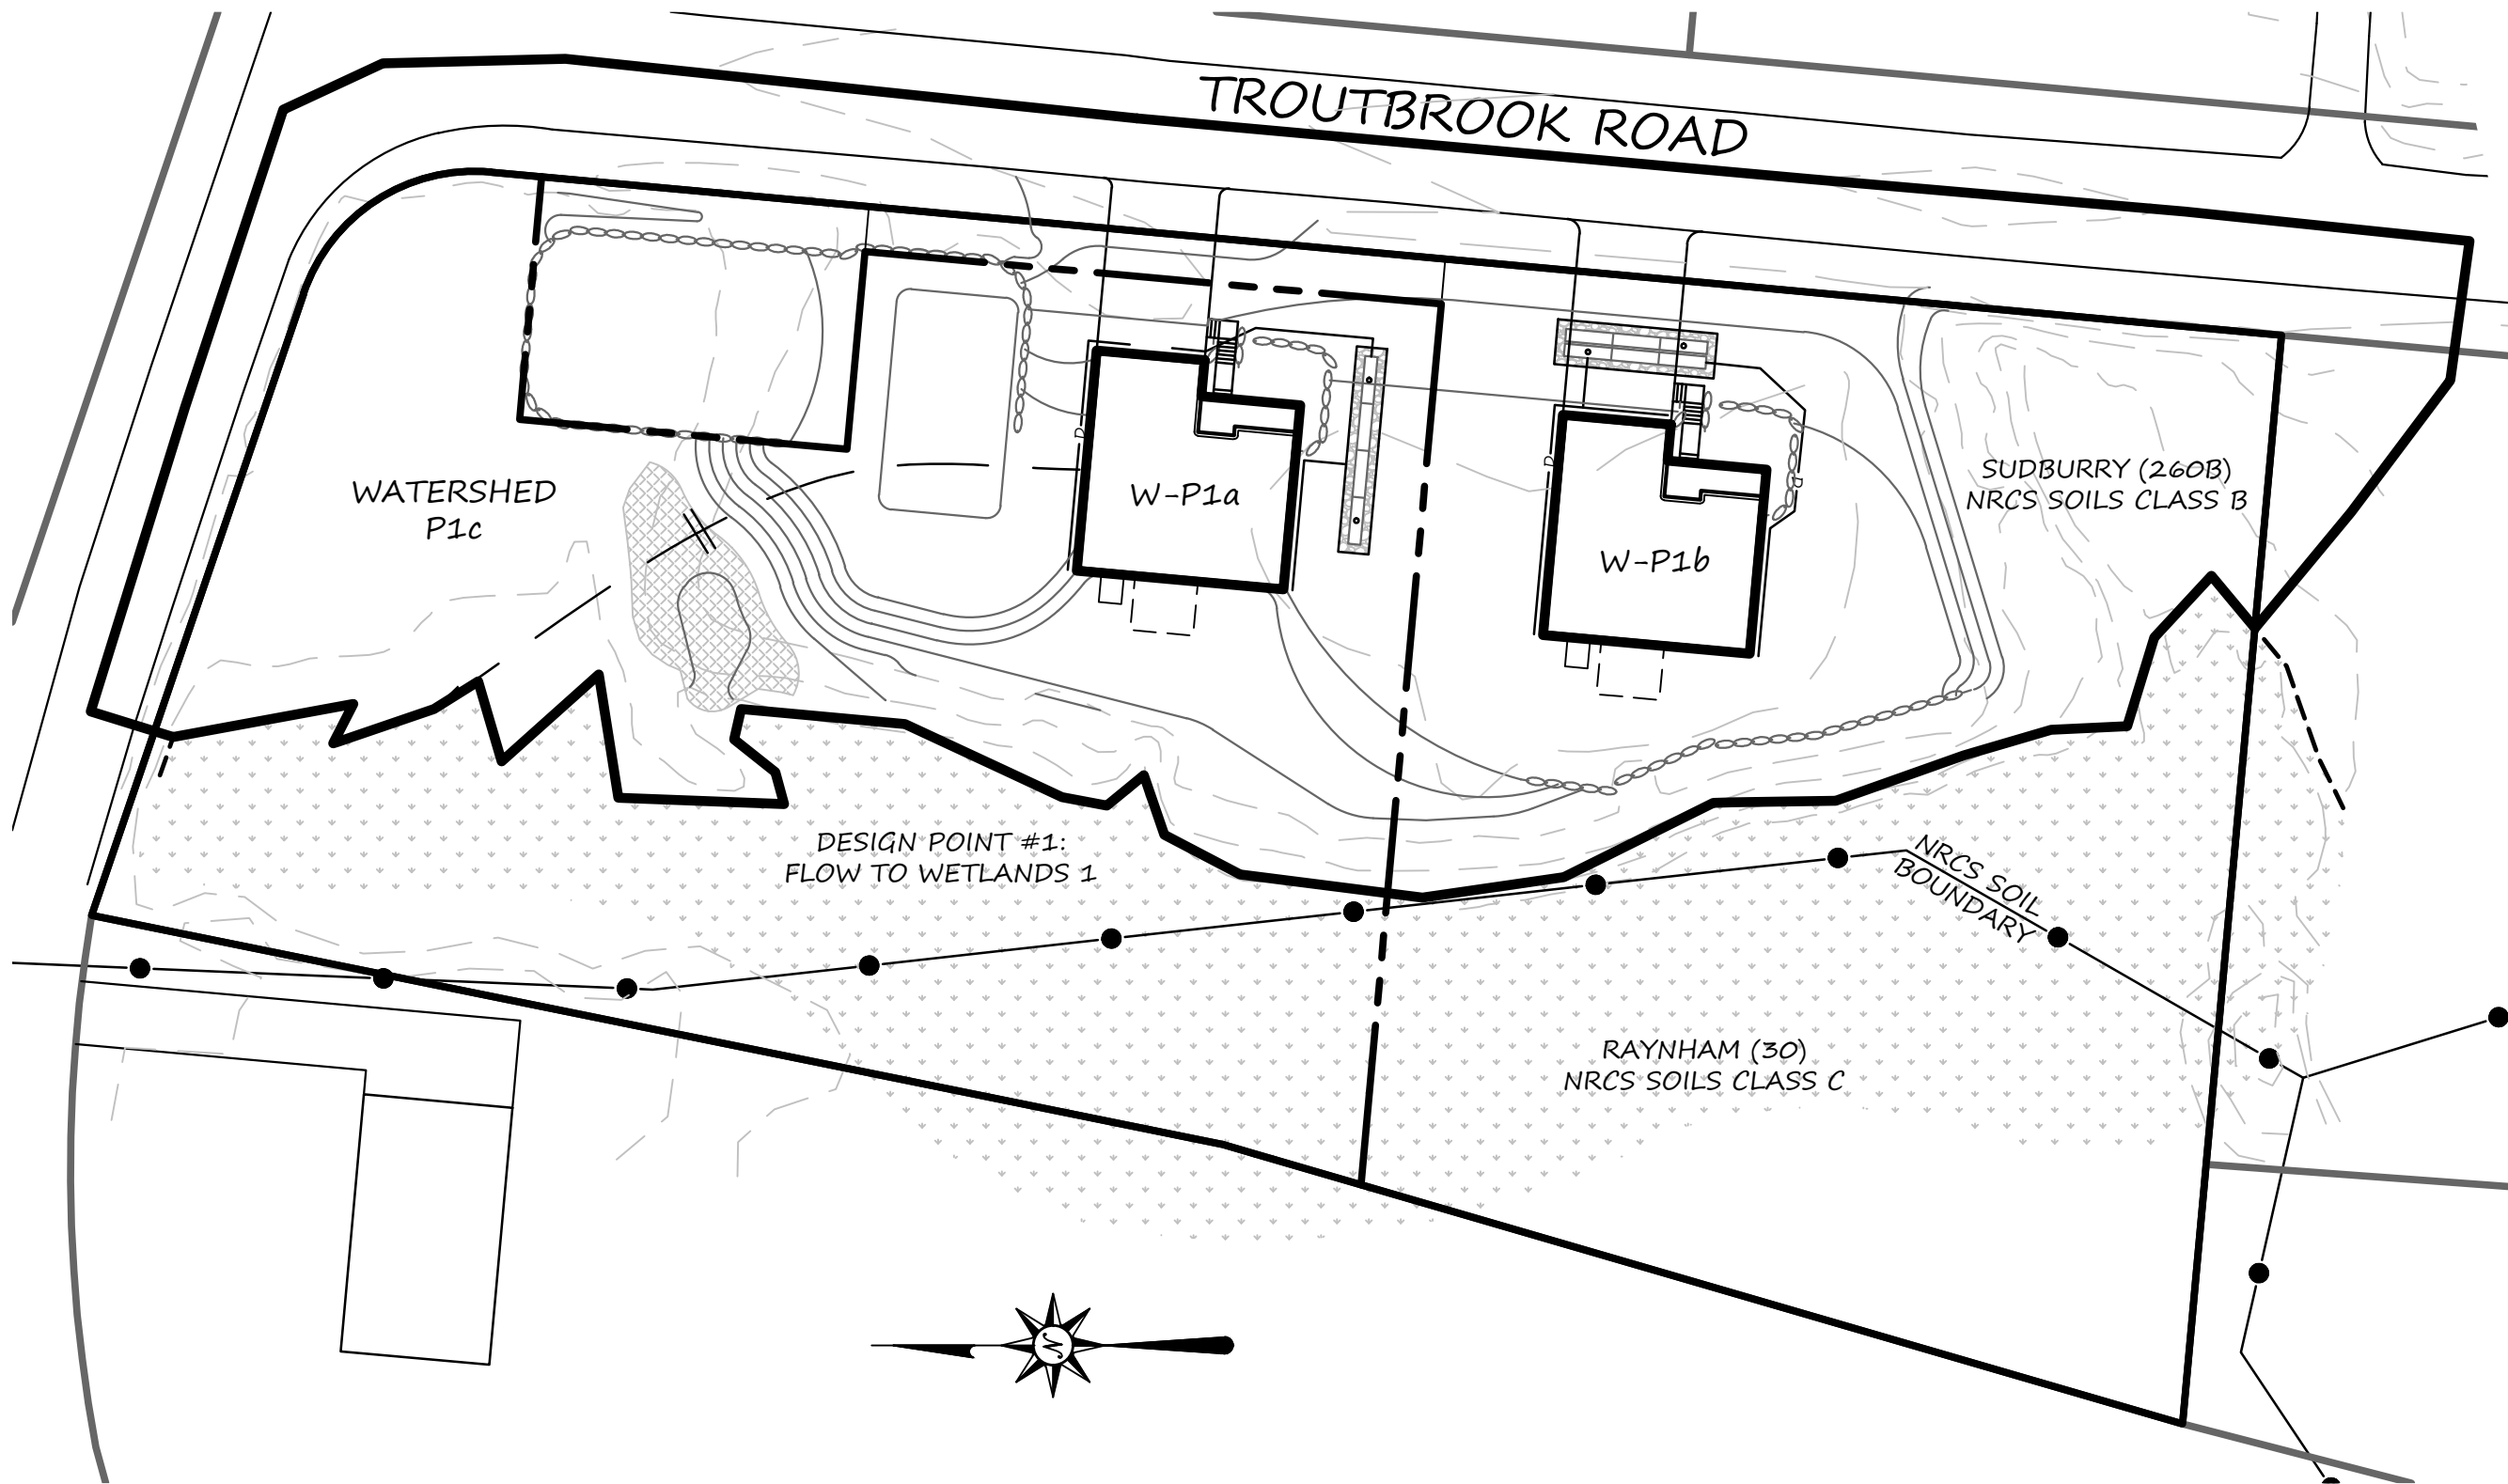 TROUTBROOK ROAD
WATERSHED
P1c
W-P1a
W-P1b
SUDBURRY (260B)
NRCS SOILS CLASS B
DESIGN POINT #1:
FLOW TO WETLANDS 1
NRCS SOIL
BOUNDARY
RAYNHAM (30)
NRCS SOILS CLASS C
D
D
D